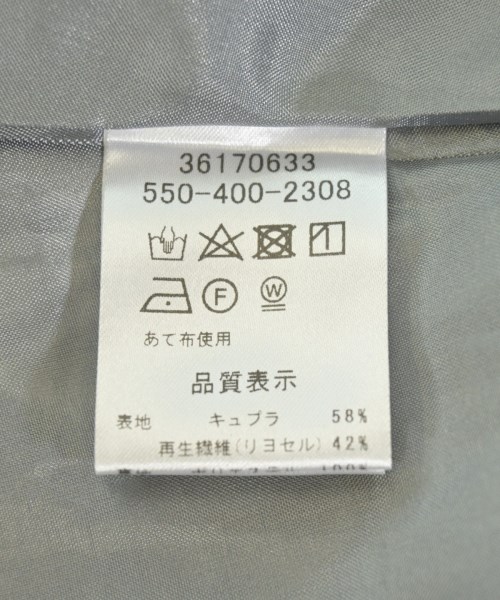 36170633
550-400-2308
F W
あて布使用
品質表示
表地 キュプラ 58%
再生繊維(リヨセル) 42%